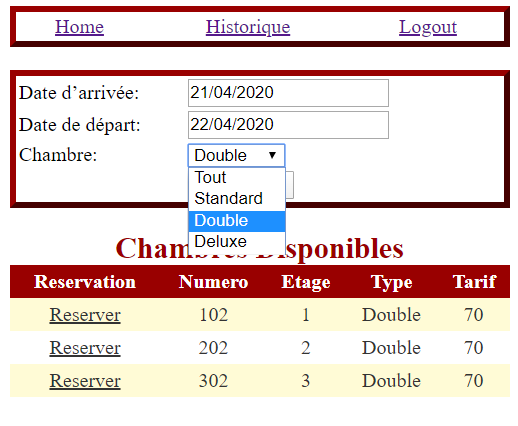 Home Historique Logout
Date d’arrivée: 21/04/2020
Date de départ: 22/04/2020
Chambre: Double
Tout
Standard
Double
Deluxe
Chambres Disponibles
Reservation Numero Etage Type Tarif
Reserver 102 1 Double 70
Reserver 202 2 Double 70
Reserver 302 3 Double 70